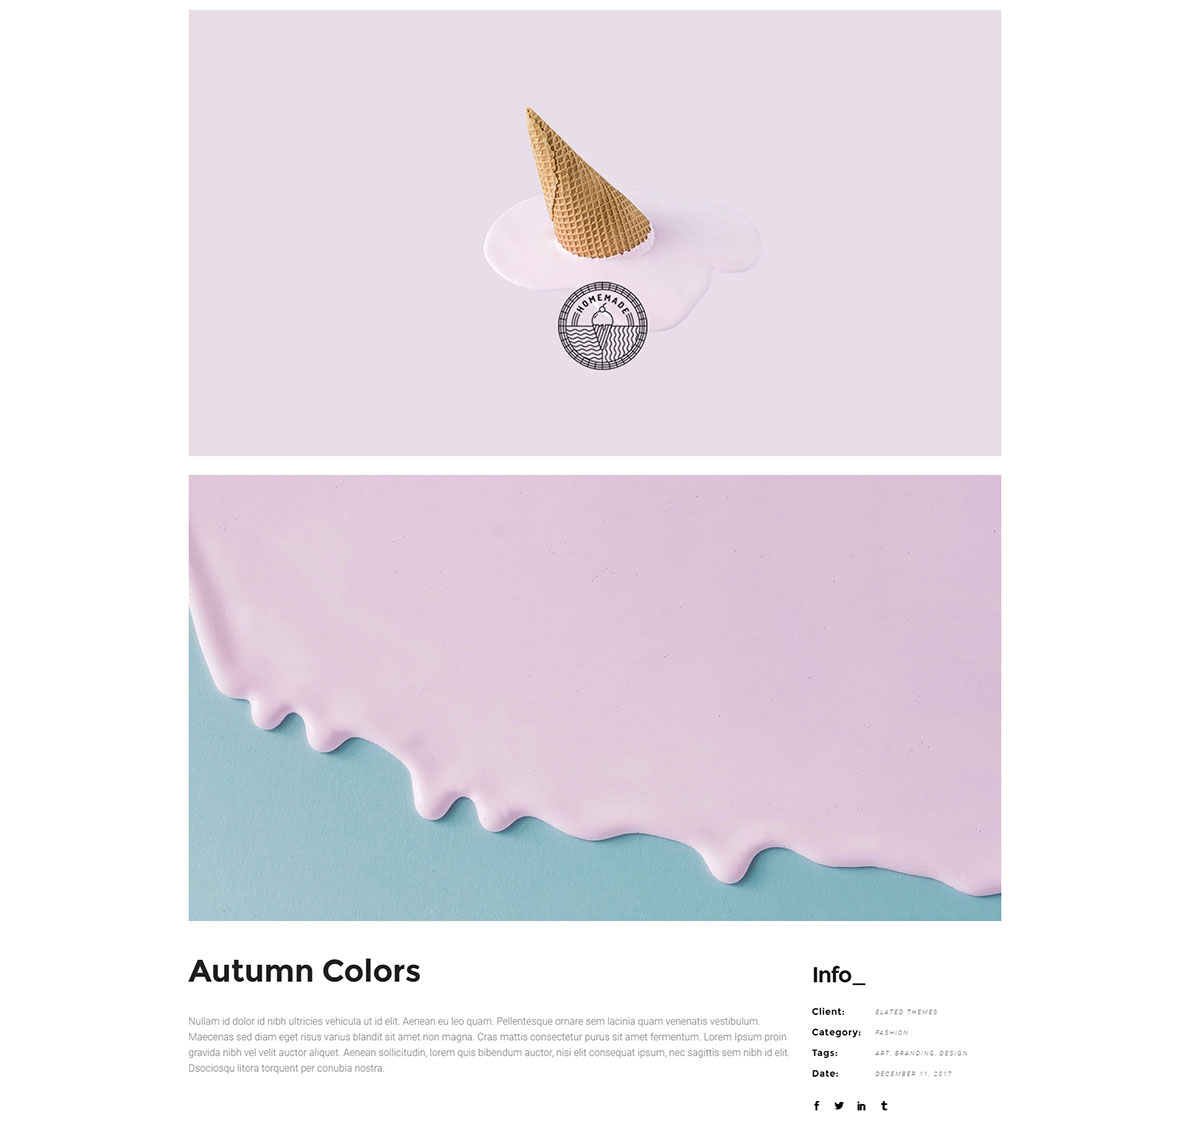 HOMEMADE
Autumn Colors
Nullam id dolor id nibh ultricies vehicula ut id elit. Aenean eu leo quam. Pellentesque ornare sem lacinia quam venenatis vestibulum.
Maecenas sed diam eget risus varius blandit sit amet non magna. Cras mattis consectetur purus sit amet fermentum. Lorem Ipsum proin
gravida nibh vel velit auctor aliquet. Aenean sollicitudin, lorem quis bibendum auctor, nisi elit consequat ipsum, nec sagittis sem nibh id elit.
Dsociosqu litora torquent per conubia nostra.
Info_
Client: ELATED THEMES
Category: FASHION
Tags: ART, BRANDING, DESIGN
Date: DECEMBER 11, 2017